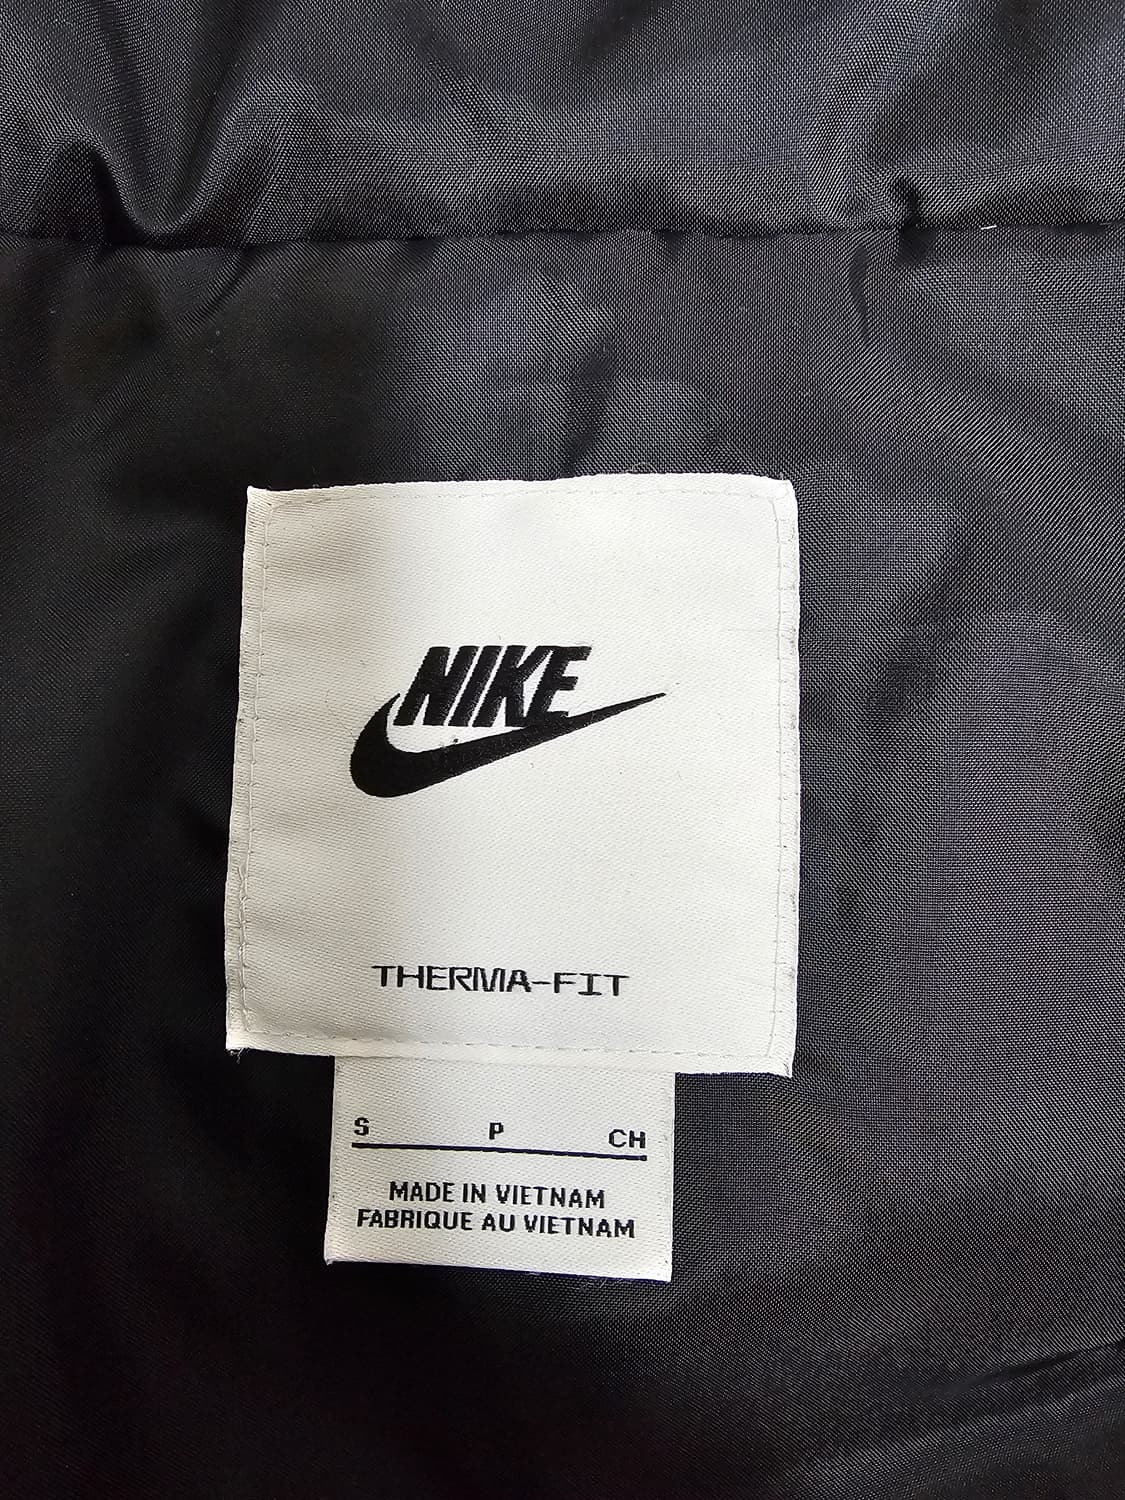 NIKE
THERMA-FIT
S P CH
MADE IN VIETNAM
FABRIQUE AU VIETNAM